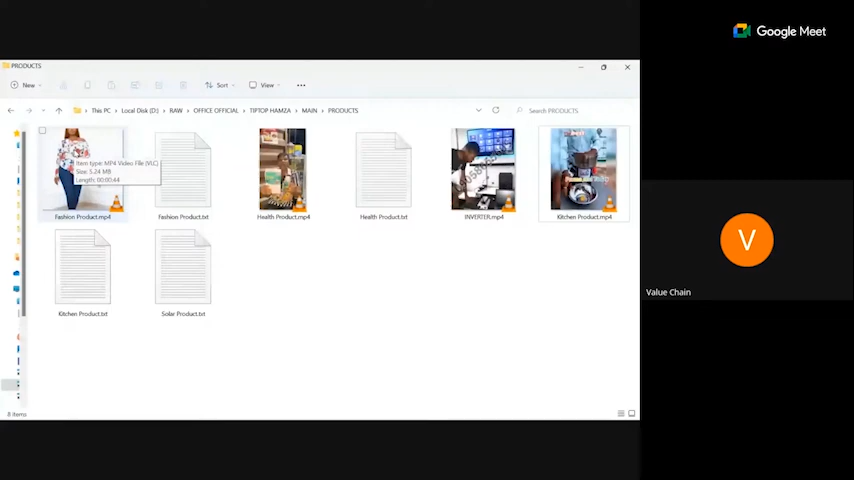 Google Meet
PRODUCTS
New
Sort
View
This PC > Local Disk (D:) > RAW > OFFICE OFFICIAL > TIPTOP HAMZA > MAIN > PRODUCTS
Search PRODUCTS
Item type: MP4 Video File (VLC)
Size: 5.24 MB
Length: 00:00:44
Fashion Product.mp4
Fashion Product.txt
Health Product.mp4
Health Product.txt
INVERTER.mp4
Kitchen Product.mp4
Kitchen Product.txt
Solar Product.txt
8 items
V
Value Chain